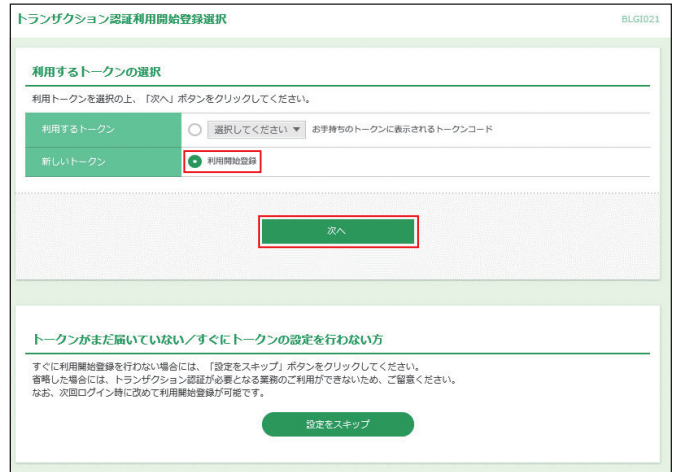 トランザクション認証利用開始登録選択
BLGI021
利用するトークンの選択
利用トークンを選択の上、「次へ」ボタンをクリックしてください。
利用するトークン 選択してください ▼ お手持ちのトークンに表示されるトークンコード
新しいトークン 利用開始登録
次へ
トークンがまだ届いていない／すぐにトークンの設定を行わない方
すぐに利用開始登録を行わない場合には、「設定をスキップ」ボタンをクリックしてください。
省略した場合には、トランザクション認証が必要となる業務のご利用ができないため、ご留意ください。
なお、次回ログイン時に改めて利用開始登録が可能です。
設定をスキップ